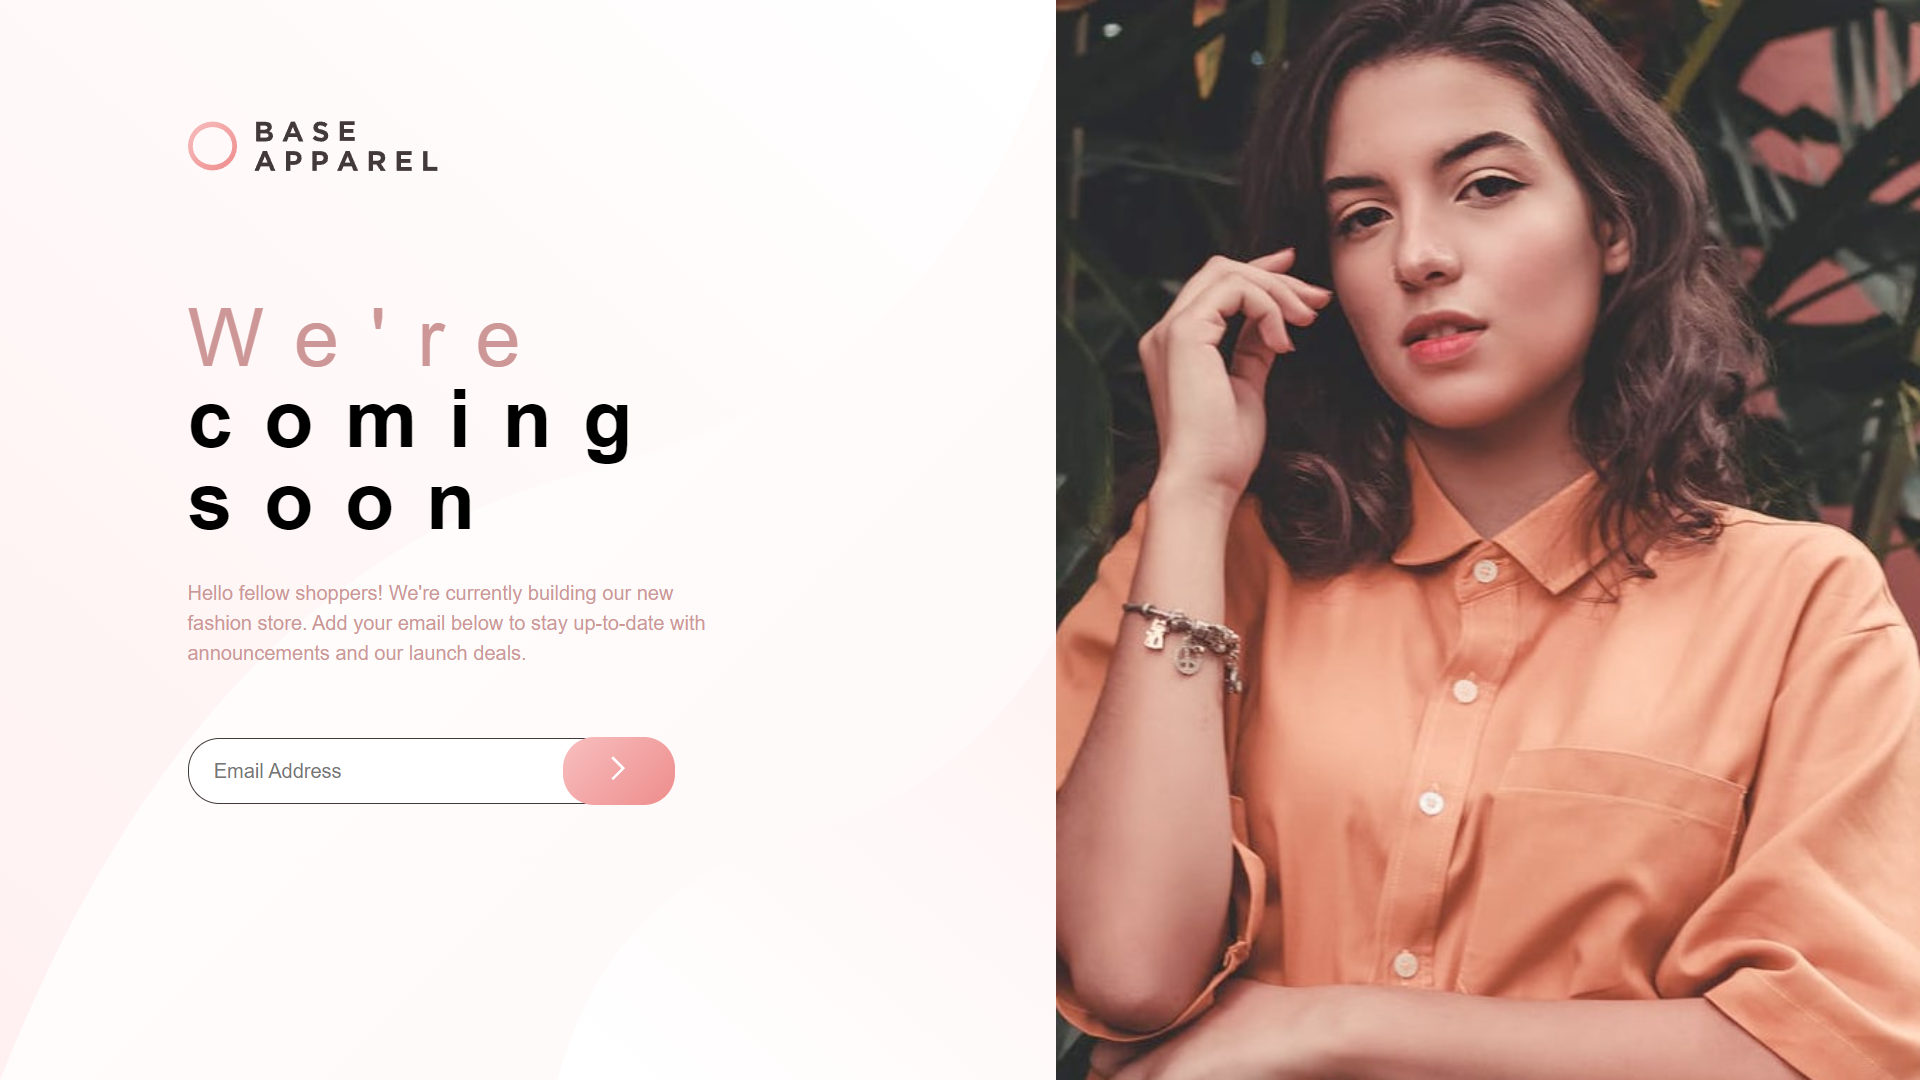 BASE
APPAREL
We're
coming
soon
Hello fellow shoppers! We're currently building our new
fashion store. Add your email below to stay up-to-date with
announcements and our launch deals.
Email Address